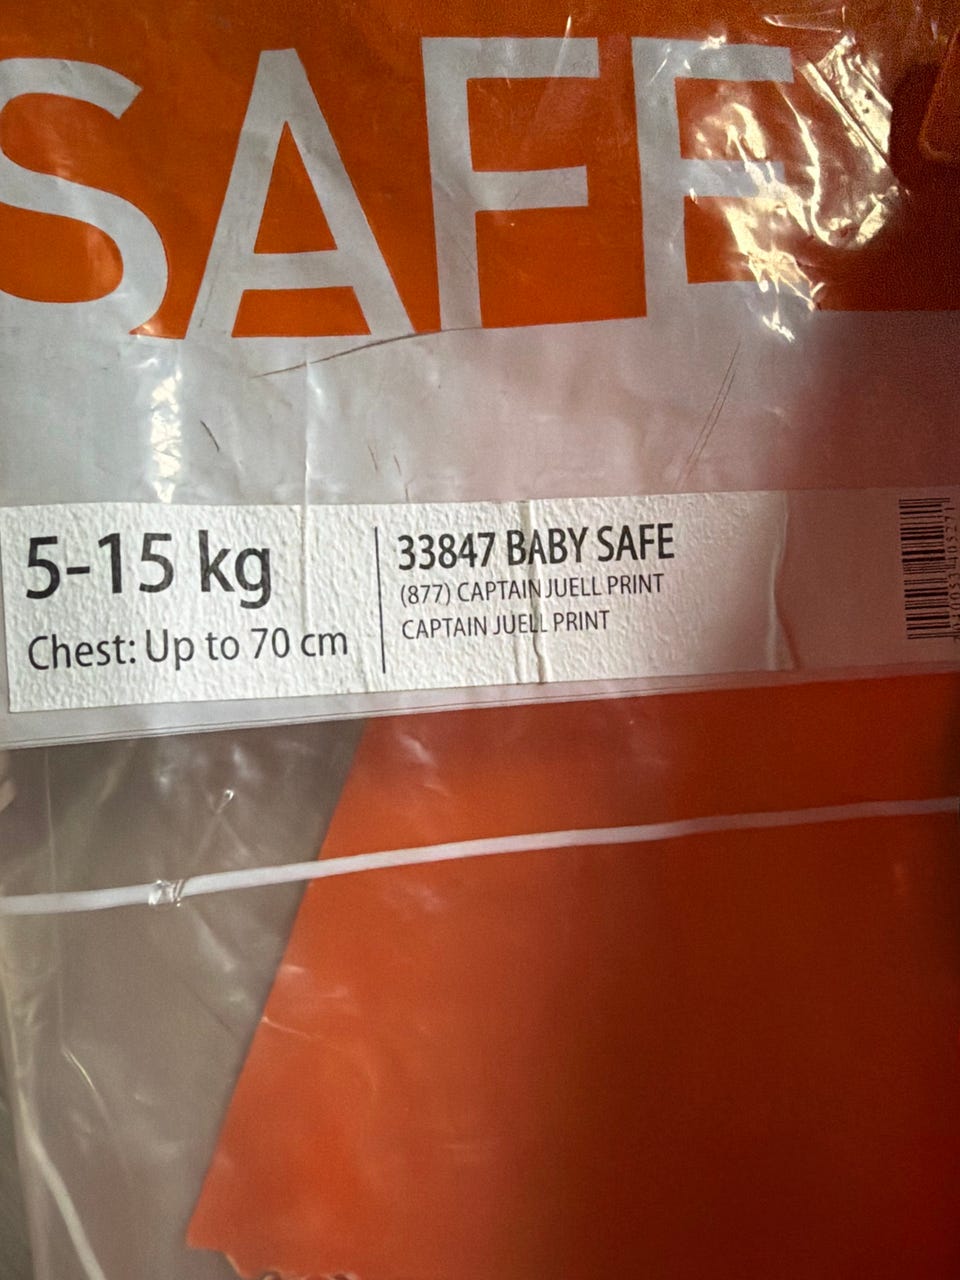 SAFE
5-15 kg
Chest: Up to 70 cm
33847 BABY SAFE
(877) CAPTAIN JUELL PRINT
CAPTAIN JUELL PRINT